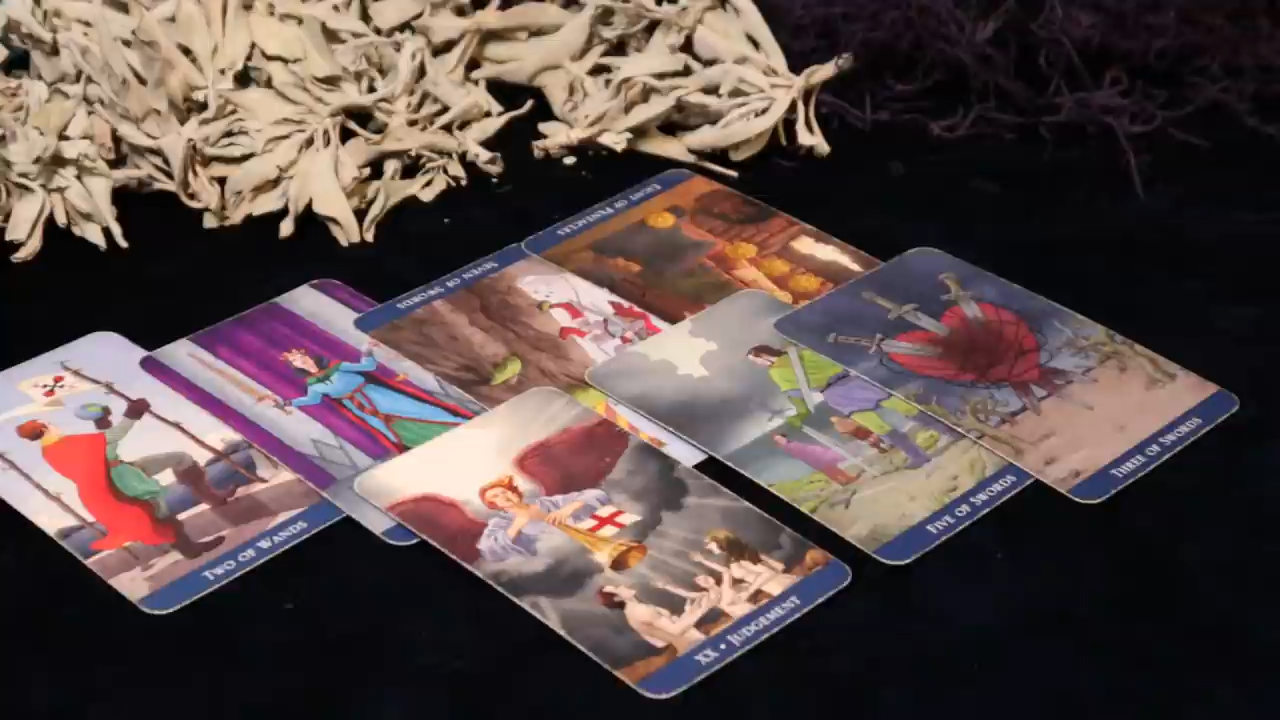 EIGHT OF PENTACLES
SEVEN OF SWORDS
THREE OF SWORDS
FIVE OF SWORDS
TWO OF WANDS
XX • JUDGEMENT